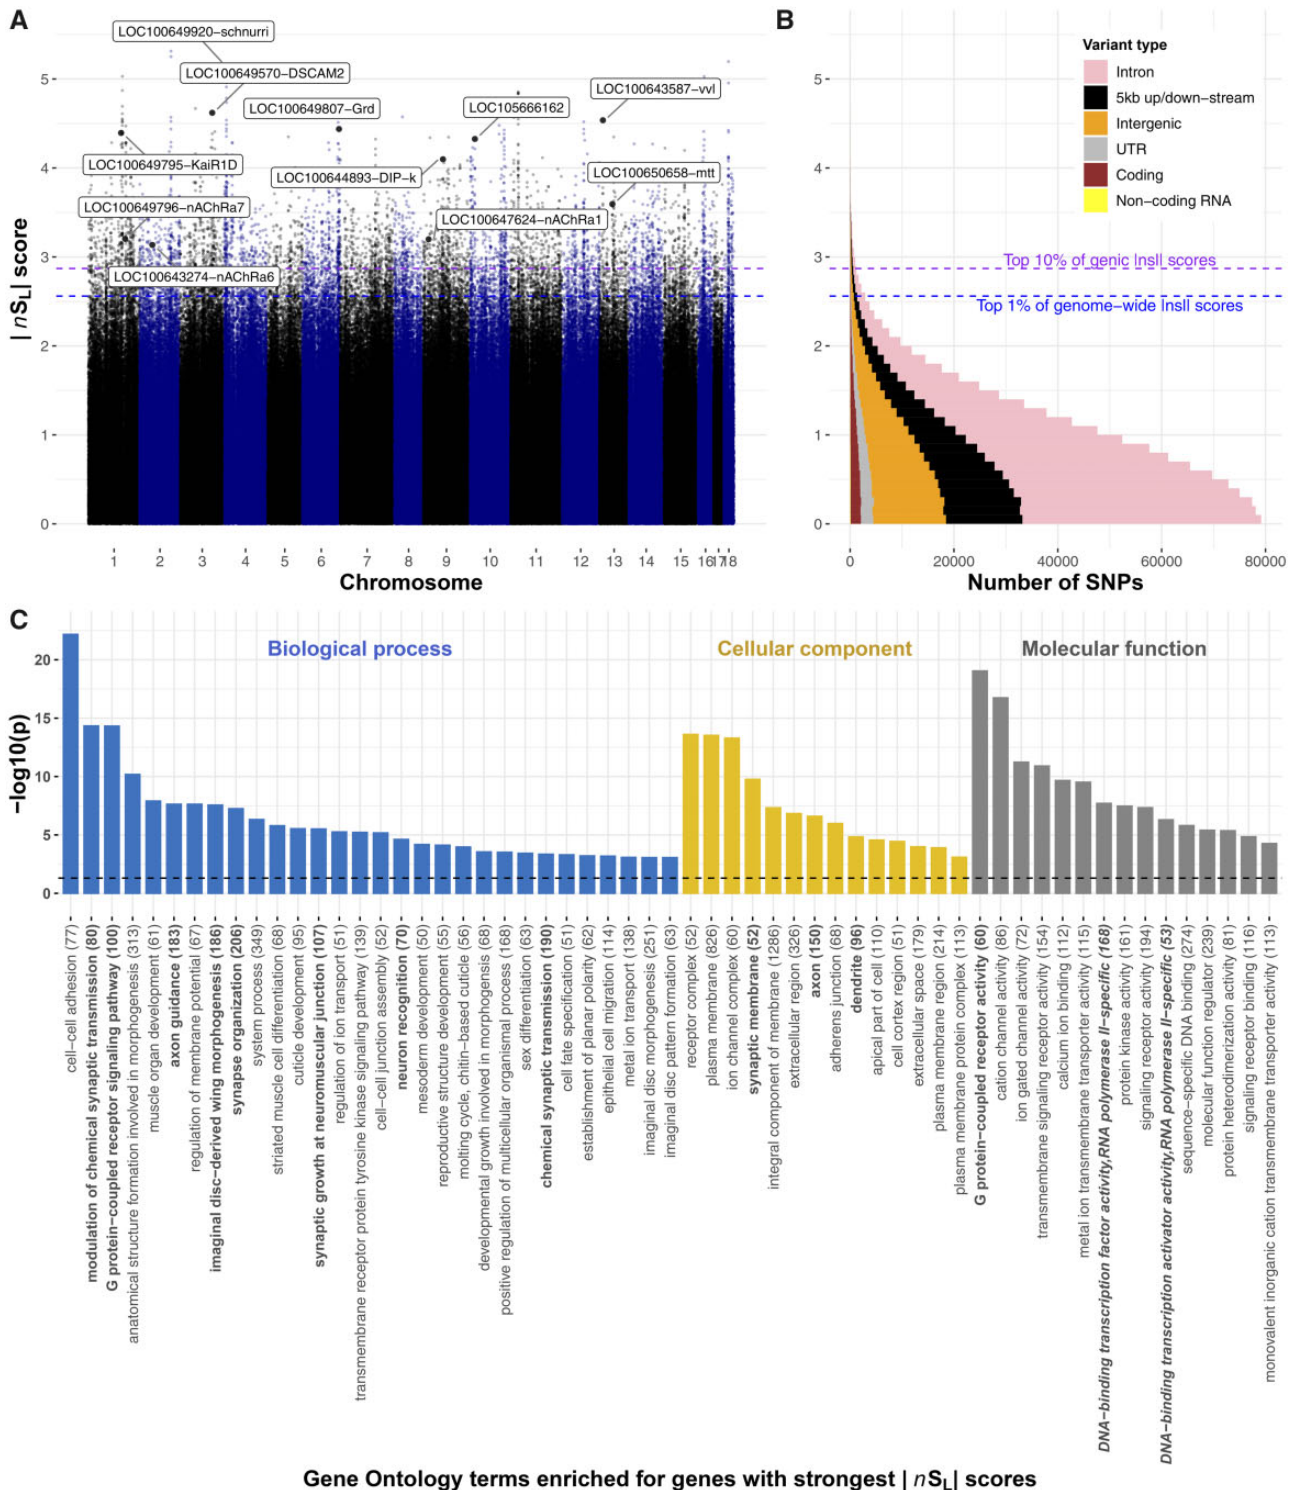 A
LOC100649920−schnurri
LOC100649570−DSCAM2
LOC100649807−Grd
LOC105666162
LOC100643587−vvl
LOC100649795−KaiR1D
LOC100644893−DIP−k
LOC100650658−mtt
LOC100649796−nAChRa7
LOC100647624−nAChRa1
LOC100643274−nAChRa6
| nSL| score
5
4
3
2
1
0
1 2 3 4 5 6 7 8 9 10 11 12 13 14 15 16 17 18
Chromosome
B
Variant type
Intron
5kb up/down−stream
Intergenic
UTR
Coding
Non−coding RNA
Top 10% of genic lnsll scores
Top 1% of genome−wide lnsll scores
5
4
3
2
1
0
0 20000 40000 60000 80000
Number of SNPs
C
Biological process
Cellular component
Molecular function
−log10(p)
20
15
10
5
0
cell−cell adhesion (77)
modulation of chemical synaptic transmission (80)
G protein−coupled receptor signaling pathway (100)
anatomical structure formation involved in morphogenesis (313)
muscle organ development (61)
axon guidance (183)
regulation of membrane potential (67)
imaginal disc−derived wing morphogenesis (186)
synapse organization (206)
system process (349)
striated muscle cell differentiation (68)
cuticle development (95)
synaptic growth at neuromuscular junction (107)
regulation of ion transport (51)
transmembrane receptor protein tyrosine kinase signaling pathway (139)
cell−cell junction assembly (52)
neuron recognition (70)
mesoderm development (50)
reproductive structure development (55)
molting cycle, chitin−based cuticle (56)
developmental growth involved in morphogenesis (68)
positive regulation of multicellular organismal process (168)
sex differentiation (63)
chemical synaptic transmission (190)
cell fate specification (51)
establishment of planar polarity (62)
epithelial cell migration (114)
metal ion transport (138)
imaginal disc morphogenesis (251)
imaginal disc pattern formation (63)
receptor complex (52)
plasma membrane (826)
ion channel complex (60)
synaptic membrane (52)
integral component of membrane (1286)
extracellular region (326)
axon (150)
adherens junction (68)
dendrite (96)
apical part of cell (110)
cell cortex region (51)
extracellular space (179)
plasma membrane region (214)
plasma membrane protein complex (113)
G protein−coupled receptor activity (60)
cation channel activity (86)
ion gated channel activity (72)
transmembrane signaling receptor activity (154)
calcium ion binding (112)
metal ion transmembrane transporter activity (115)
DNA−binding transcription factor activity,RNA polymerase II−specific (168)
protein kinase activity (161)
signaling receptor activity (194)
DNA−binding transcription activator activity,RNA polymerase II−specific (53)
sequence−specific DNA binding (274)
molecular function regulator (239)
protein heterodimerization activity (81)
signaling receptor binding (116)
monovalent inorganic cation transmembrane transporter activity (113)
Gene Ontology terms enriched for genes with strongest | nSL| scores